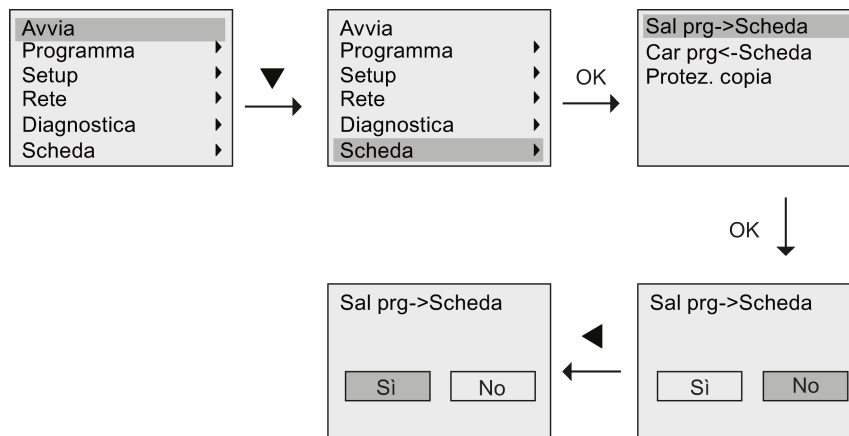 Avvia
Programma
Setup
Rete
Diagnostica
Scheda
Avvia
Programma
Setup
Rete
Diagnostica
Scheda
OK
Sal prg->Scheda
Car prg<-Scheda
Protez. copia
OK
Sal prg->Scheda
Sì No
Sal prg->Scheda
Sì No